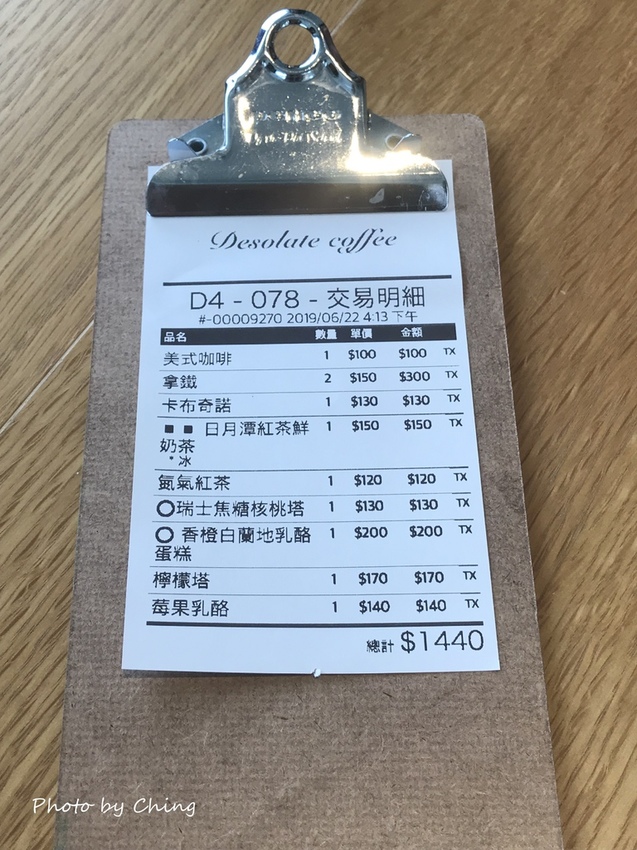 Desolate coffee
D4 - 078 - 交易明細
#-00009270 2019/06/22 4:13 下午
品名 數量 單價 金額
美式咖啡 1 $100 $100 TX
拿鐵 2 $150 $300 TX
卡布奇諾 1 $130 $130 TX
■ ■ 日月潭紅茶鮮 1 $150 $150 TX
奶茶
•冰
氮氣紅茶 1 $120 $120 TX
〇瑞士焦糖核桃塔 1 $130 $130 TX
〇 香橙白蘭地乳酪 1 $200 $200 TX
蛋糕
檸檬塔 1 $170 $170 TX
莓果乳酪 1 $140 $140 TX
總計 $1440
Photo by Ching